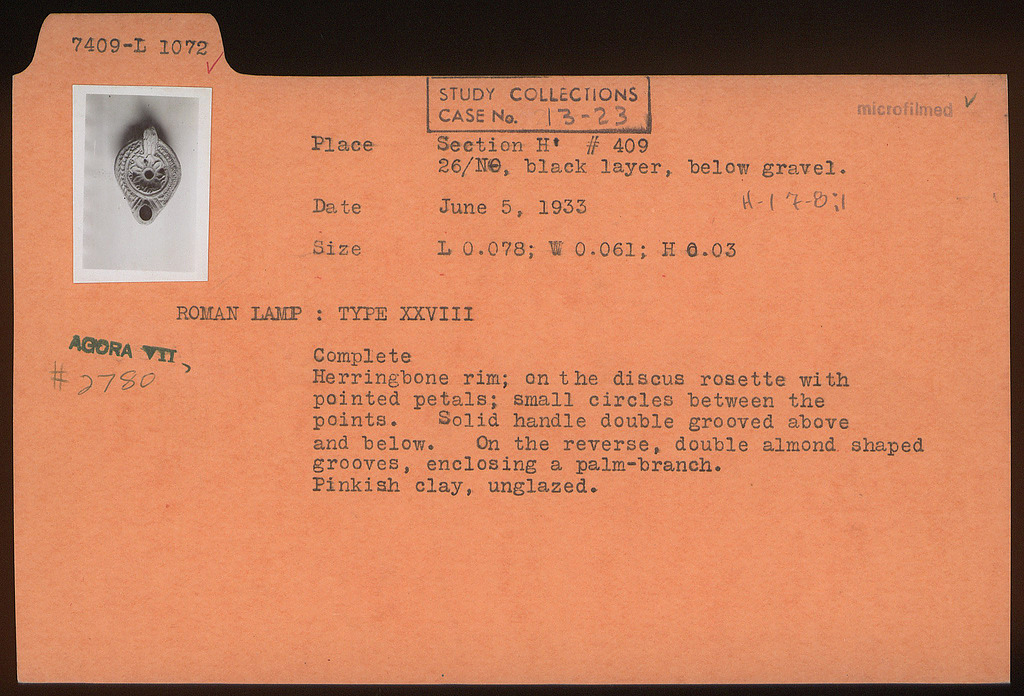 7409-L 1072
STUDY COLLECTIONS
CASE No. 13-23
microfilmed
Place Section H' # 409
26/NΘ, black layer, below gravel.
Date June 5, 1933
H-17-8:1
Size L 0.078; W 0.061; H 0.03
ROMAN LAMP : TYPE XXVIII
AGORA VII,
# 2780
Complete
Herringbone rim; on the discus rosette with
pointed petals; small circles between the
points. Solid handle double grooved above
and below. On the reverse, double almond shaped
grooves, enclosing a palm-branch.
Pinkish clay, unglazed.